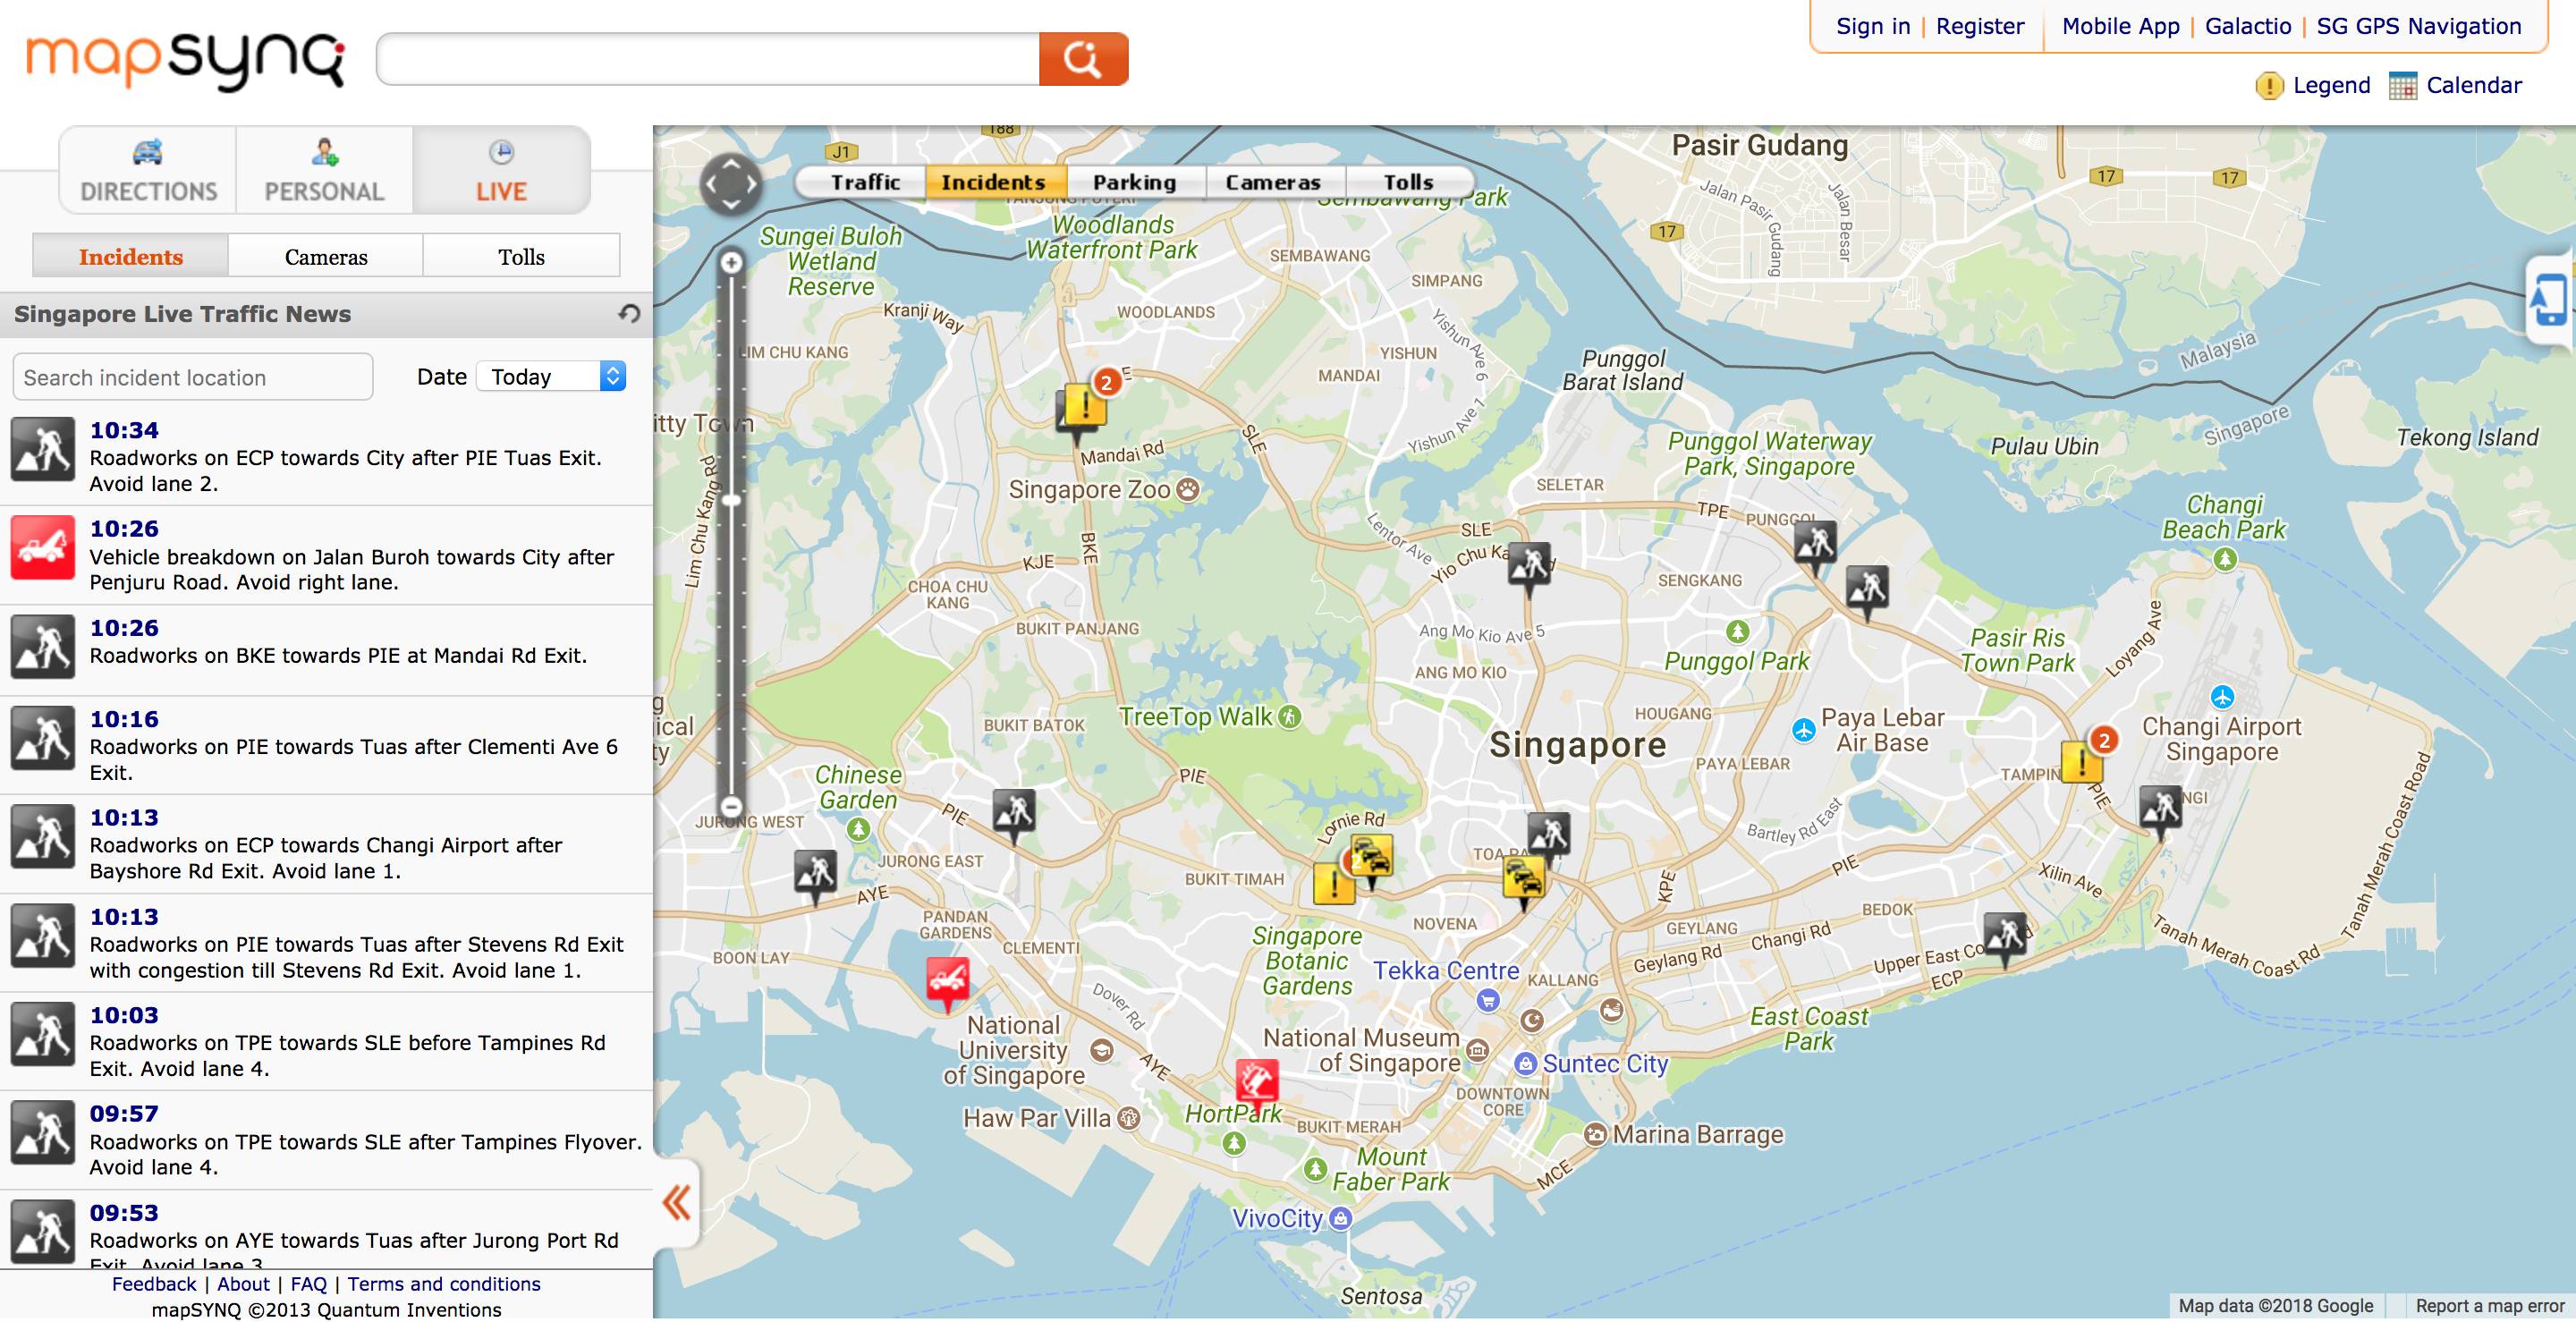 mapsynq
Sign in | Register
Mobile App | Galactio | SG GPS Navigation
Legend
Calendar
DIRECTIONS
PERSONAL
LIVE
Incidents
Cameras
Tolls
Singapore Live Traffic News
Search incident location
Date
Today
10:34
Roadworks on ECP towards City after PIE Tuas Exit.
Avoid lane 2.
10:26
Vehicle breakdown on Jalan Buroh towards City after
Penjuru Road. Avoid right lane.
10:26
Roadworks on BKE towards PIE at Mandai Rd Exit.
10:16
Roadworks on PIE towards Tuas after Clementi Ave 6
Exit.
10:13
Roadworks on ECP towards Changi Airport after
Bayshore Rd Exit. Avoid lane 1.
10:13
Roadworks on PIE towards Tuas after Stevens Rd Exit
with congestion till Stevens Rd Exit. Avoid lane 1.
10:03
Roadworks on TPE towards SLE before Tampines Rd
Exit. Avoid lane 4.
09:57
Roadworks on TPE towards SLE after Tampines Flyover.
Avoid lane 4.
09:53
Roadworks on AYE towards Tuas after Jurong Port Rd
Exit. Avoid lane 3
Feedback | About | FAQ | Terms and conditions
mapSYNQ ©2013 Quantum Inventions
Traffic
Incidents
Parking
Cameras
Tolls
188
J1
Pasir Gudang
Jalan Pasir Gudang
Jalan Besar
17
17
17
Sembawang Park
Woodlands
Waterfront Park
Sungei Buloh
Wetland
Reserve
SEMBAWANG
SIMPANG
Kranji Way
WOODLANDS
LIM CHU KANG
YISHUN
Yishun Ave 6
MANDAI
Yishun Ave 1
Punggol
Barat Island
Malaysia
Singapore
Tekong Island
Pulau Ubin
2
SLE
Mandai Rd
Lim Chu Kang Rd
Singapore Zoo
Punggol Waterway
Park, Singapore
SELETAR
Changi
Beach Park
TPE
PUNGGOL
SLE
Lentor Ave
Yio Chu Ka
KJE
BKE
CHOA CHU
KANG
SENGKANG
BUKIT PANJANG
Ang Mo Kio Ave 5
ANG MO KIO
Punggol Park
Pasir Ris
Town Park
Loyang Ave
TreeTop Walk
BUKIT BATOK
HOUGANG
Singapore
Paya Lebar
Air Base
PAYA LEBAR
Changi Airport
Singapore
2
TAMPIN
PIE
NGI
Chinese
Garden
PIE
PIE
JURONG WEST
Lornie Rd
Bartley Rd East
JURONG EAST
TOA PA
BUKIT TIMAH
AYE
KPE
PIE
Xilin Ave
BEDOK
Tanah Merah Coast Road
Tanah Merah Coast Rd
PANDAN
GARDENS
CLEMENTI
NOVENA
GEYLANG
Changi Rd
Geylang Rd
Upper East Co
ECP
BOON LAY
Singapore
Botanic
Gardens
Tekka Centre
KALLANG
Dover Rd
National
University
of Singapore
AYE
National Museum
of Singapore
Suntec City
East Coast
Park
DOWNTOWN
CORE
Haw Par Villa
HortPark
BUKIT MERAH
Marina Barrage
Mount
Faber Park
MCE
VivoCity
Sentosa
Map data ©2018 Google
Report a map error